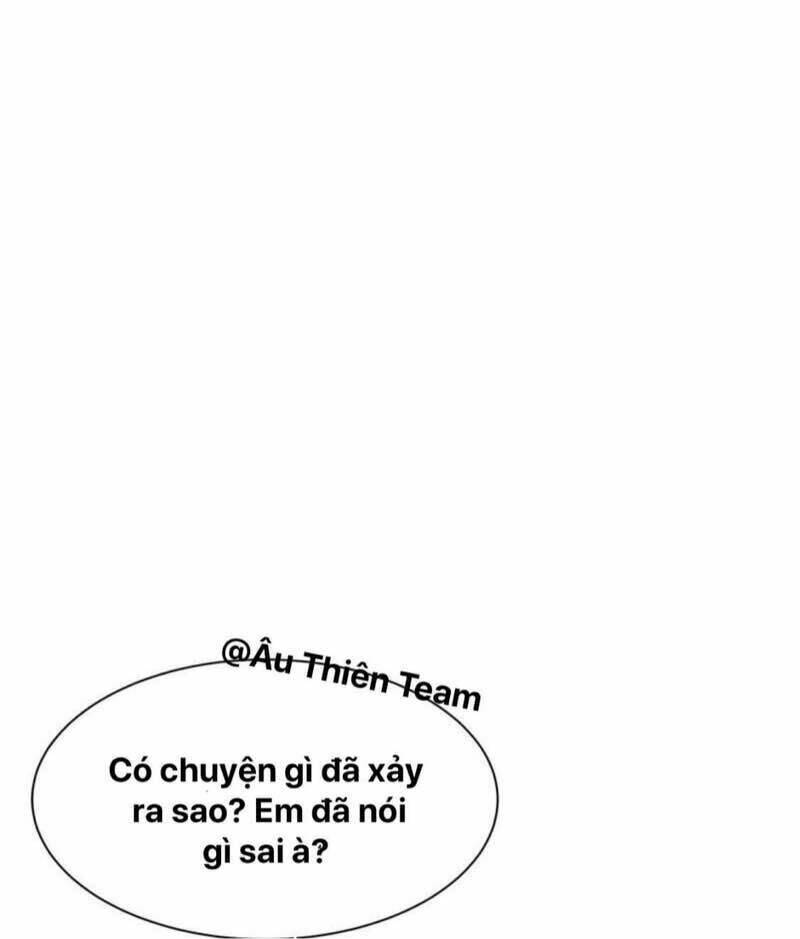 @Âu Thiên Team
Có chuyện gì đã xảy
ra sao? Em đã nói
gì sai à?